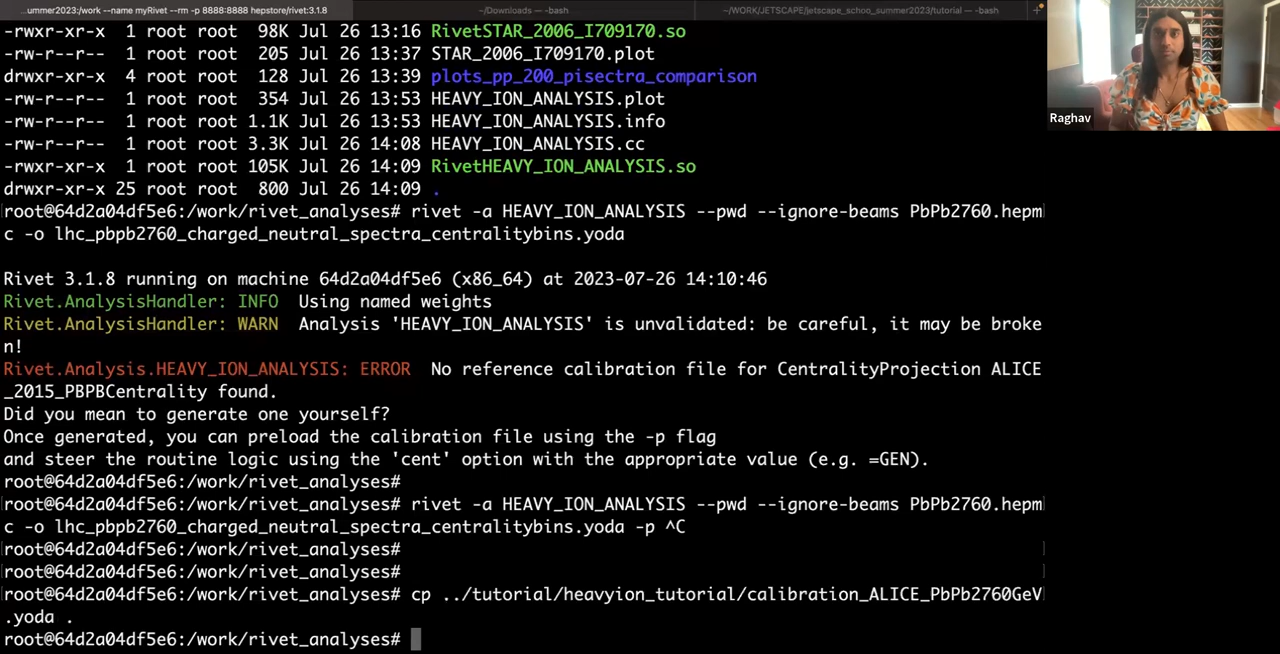 ..ummer2023:/work --name myRivet --rm -p 8888:8888 hepstore/rivet:3.1.8 ~/Downloads — -bash ~/WORK/JETSCAPE/jetscape_schoo_summer2023/tutorial — -bash +
-rwxr-xr-x 1 root root 98K Jul 26 13:16 RivetSTAR_2006_I709170.so
-rw-r--r-- 1 root root 205 Jul 26 13:37 STAR_2006_I709170.plot
drwxr-xr-x 4 root root 128 Jul 26 13:39 plots_pp_200_pisectra_comparison
-rw-r--r-- 1 root root 354 Jul 26 13:53 HEAVY_ION_ANALYSIS.plot
-rw-r--r-- 1 root root 1.1K Jul 26 13:53 HEAVY_ION_ANALYSIS.info
-rw-r--r-- 1 root root 3.3K Jul 26 14:08 HEAVY_ION_ANALYSIS.cc
-rwxr-xr-x 1 root root 105K Jul 26 14:09 RivetHEAVY_ION_ANALYSIS.so
drwxr-xr-x 25 root root 800 Jul 26 14:09 .
root@64d2a04df5e6:/work/rivet_analyses# rivet -a HEAVY_ION_ANALYSIS --pwd --ignore-beams PbPb2760.hepm
c -o lhc_pbpb2760_charged_neutral_spectra_centralitybins.yoda
Rivet 3.1.8 running on machine 64d2a04df5e6 (x86_64) at 2023-07-26 14:10:46
Rivet.AnalysisHandler: INFO Using named weights
Rivet.AnalysisHandler: WARN Analysis 'HEAVY_ION_ANALYSIS' is unvalidated: be careful, it may be broke
n!
Rivet.Analysis.HEAVY_ION_ANALYSIS: ERROR No reference calibration file for CentralityProjection ALICE
_2015_PBPBCentrality found.
Did you mean to generate one yourself?
Once generated, you can preload the calibration file using the -p flag
and steer the routine logic using the 'cent' option with the appropriate value (e.g. =GEN).
root@64d2a04df5e6:/work/rivet_analyses#
root@64d2a04df5e6:/work/rivet_analyses# rivet -a HEAVY_ION_ANALYSIS --pwd --ignore-beams PbPb2760.hepm
c -o lhc_pbpb2760_charged_neutral_spectra_centralitybins.yoda -p ^C
root@64d2a04df5e6:/work/rivet_analyses#
root@64d2a04df5e6:/work/rivet_analyses#
root@64d2a04df5e6:/work/rivet_analyses# cp ../tutorial/heavyion_tutorial/calibration_ALICE_PbPb2760GeV
.yoda .
root@64d2a04df5e6:/work/rivet_analyses#
Raghav